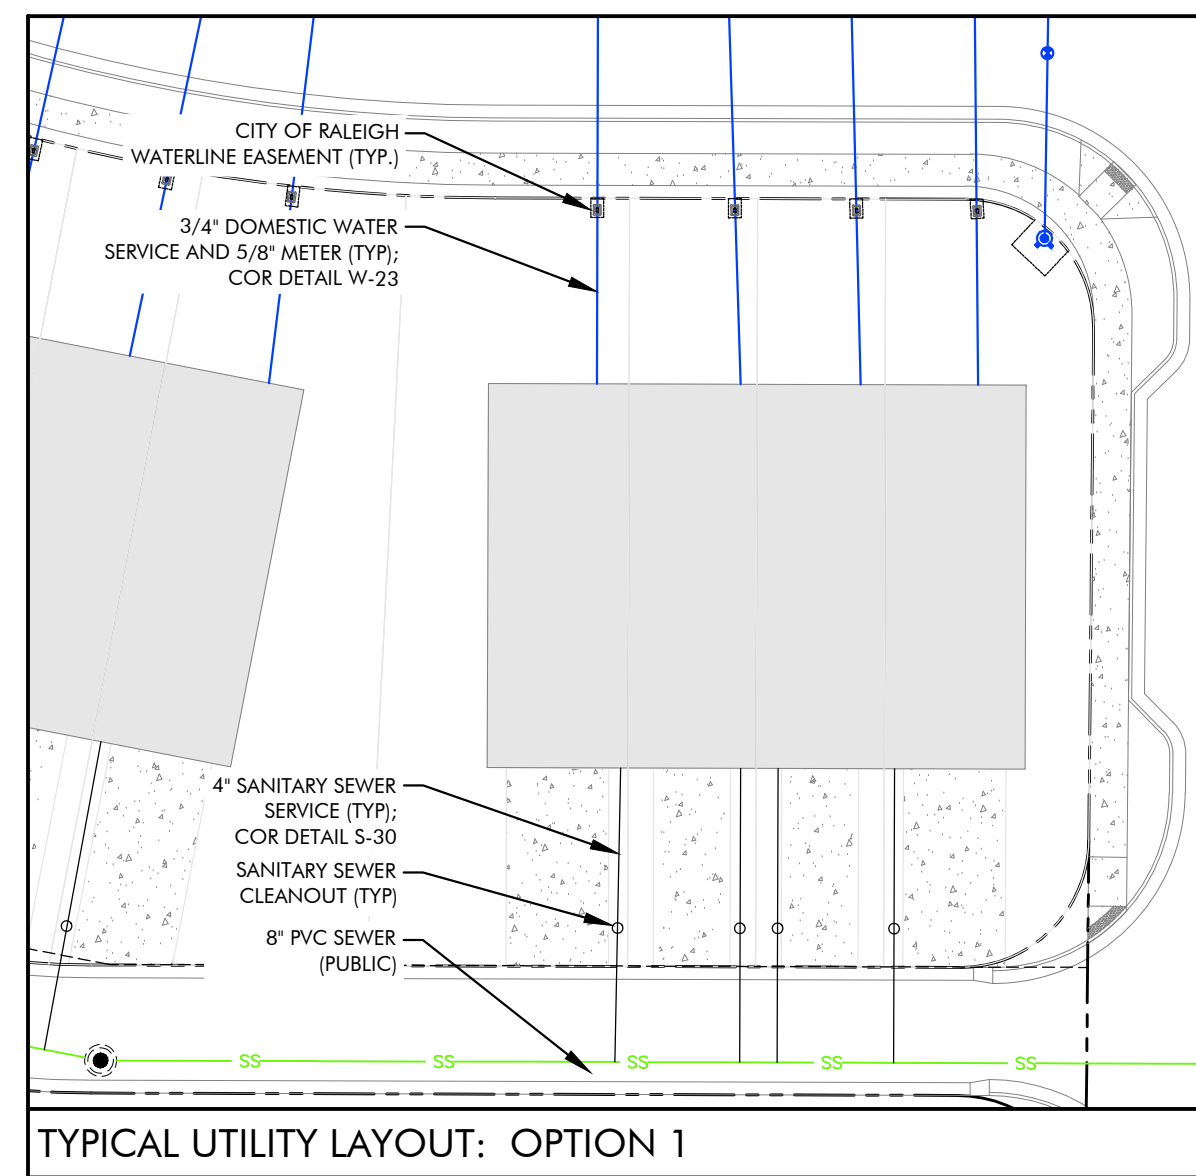 CITY OF RALEIGH
WATERLINE EASEMENT (TYP.)
3/4" DOMESTIC WATER
SERVICE AND 5/8" METER (TYP);
COR DETAIL W-23
4" SANITARY SEWER
SERVICE (TYP);
COR DETAIL S-30
SANITARY SEWER
CLEANOUT (TYP)
8" PVC SEWER
(PUBLIC)
SS SS SS SS SS
TYPICAL UTILITY LAYOUT: OPTION 1